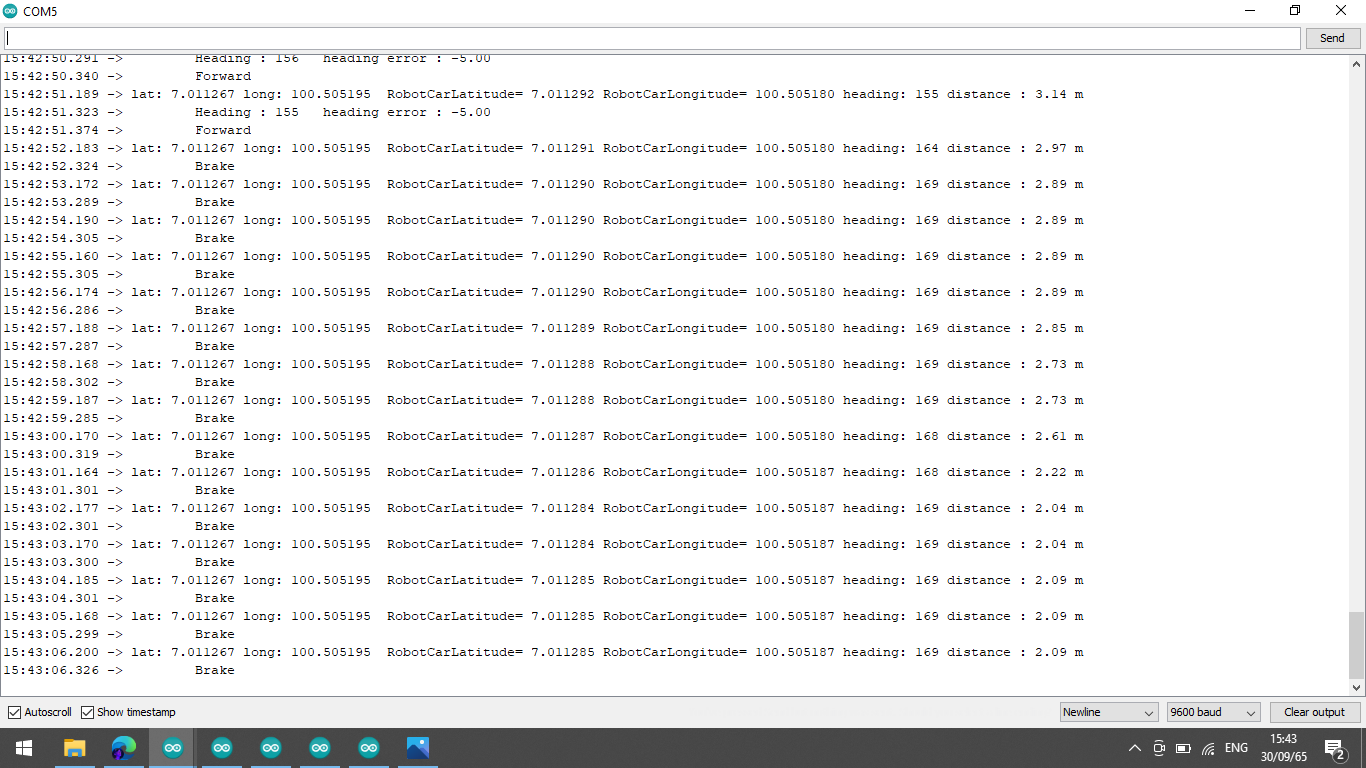 COM5
Send
15:42:50.291 -> Heading : 156 heading error : -5.00
15:42:50.340 -> Forward
15:42:51.189 -> lat: 7.011267 long: 100.505195 RobotCarLatitude= 7.011292 RobotCarLongitude= 100.505180 heading: 155 distance : 3.14 m
15:42:51.323 -> Heading : 155 heading error : -5.00
15:42:51.374 -> Forward
15:42:52.183 -> lat: 7.011267 long: 100.505195 RobotCarLatitude= 7.011291 RobotCarLongitude= 100.505180 heading: 164 distance : 2.97 m
15:42:52.324 -> Brake
15:42:53.172 -> lat: 7.011267 long: 100.505195 RobotCarLatitude= 7.011290 RobotCarLongitude= 100.505180 heading: 169 distance : 2.89 m
15:42:53.289 -> Brake
15:42:54.190 -> lat: 7.011267 long: 100.505195 RobotCarLatitude= 7.011290 RobotCarLongitude= 100.505180 heading: 169 distance : 2.89 m
15:42:54.305 -> Brake
15:42:55.160 -> lat: 7.011267 long: 100.505195 RobotCarLatitude= 7.011290 RobotCarLongitude= 100.505180 heading: 169 distance : 2.89 m
15:42:55.305 -> Brake
15:42:56.174 -> lat: 7.011267 long: 100.505195 RobotCarLatitude= 7.011290 RobotCarLongitude= 100.505180 heading: 169 distance : 2.89 m
15:42:56.286 -> Brake
15:42:57.188 -> lat: 7.011267 long: 100.505195 RobotCarLatitude= 7.011289 RobotCarLongitude= 100.505180 heading: 169 distance : 2.85 m
15:42:57.287 -> Brake
15:42:58.168 -> lat: 7.011267 long: 100.505195 RobotCarLatitude= 7.011288 RobotCarLongitude= 100.505180 heading: 169 distance : 2.73 m
15:42:58.302 -> Brake
15:42:59.187 -> lat: 7.011267 long: 100.505195 RobotCarLatitude= 7.011288 RobotCarLongitude= 100.505180 heading: 169 distance : 2.73 m
15:42:59.285 -> Brake
15:43:00.170 -> lat: 7.011267 long: 100.505195 RobotCarLatitude= 7.011287 RobotCarLongitude= 100.505180 heading: 168 distance : 2.61 m
15:43:00.319 -> Brake
15:43:01.164 -> lat: 7.011267 long: 100.505195 RobotCarLatitude= 7.011286 RobotCarLongitude= 100.505187 heading: 168 distance : 2.22 m
15:43:01.301 -> Brake
15:43:02.177 -> lat: 7.011267 long: 100.505195 RobotCarLatitude= 7.011284 RobotCarLongitude= 100.505187 heading: 169 distance : 2.04 m
15:43:02.301 -> Brake
15:43:03.170 -> lat: 7.011267 long: 100.505195 RobotCarLatitude= 7.011284 RobotCarLongitude= 100.505187 heading: 169 distance : 2.04 m
15:43:03.300 -> Brake
15:43:04.185 -> lat: 7.011267 long: 100.505195 RobotCarLatitude= 7.011285 RobotCarLongitude= 100.505187 heading: 169 distance : 2.09 m
15:43:04.301 -> Brake
15:43:05.168 -> lat: 7.011267 long: 100.505195 RobotCarLatitude= 7.011285 RobotCarLongitude= 100.505187 heading: 169 distance : 2.09 m
15:43:05.299 -> Brake
15:43:06.200 -> lat: 7.011267 long: 100.505195 RobotCarLatitude= 7.011285 RobotCarLongitude= 100.505187 heading: 169 distance : 2.09 m
15:43:06.326 -> Brake
Autoscroll Show timestamp Newline 9600 baud Clear output
ENG
15:43
30/09/65
2